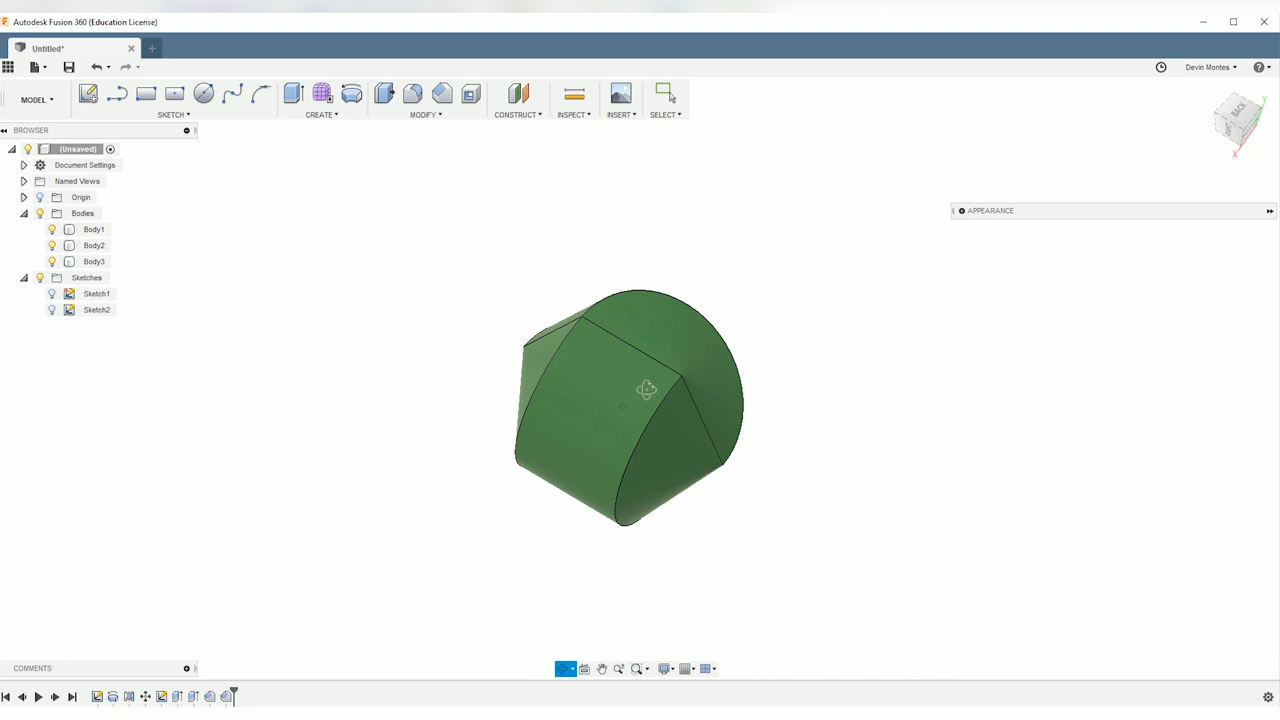 Autodesk Fusion 360 (Education License)
Untitled*
Devin Montes
MODEL
SKETCH
CREATE
MODIFY
CONSTRUCT
INSPECT
INSERT
SELECT
BROWSER
(Unsaved)
Document Settings
Named Views
Origin
Bodies
Body1
Body2
Body3
Sketches
Sketch1
Sketch2
BACK
X
APPEARANCE
COMMENTS